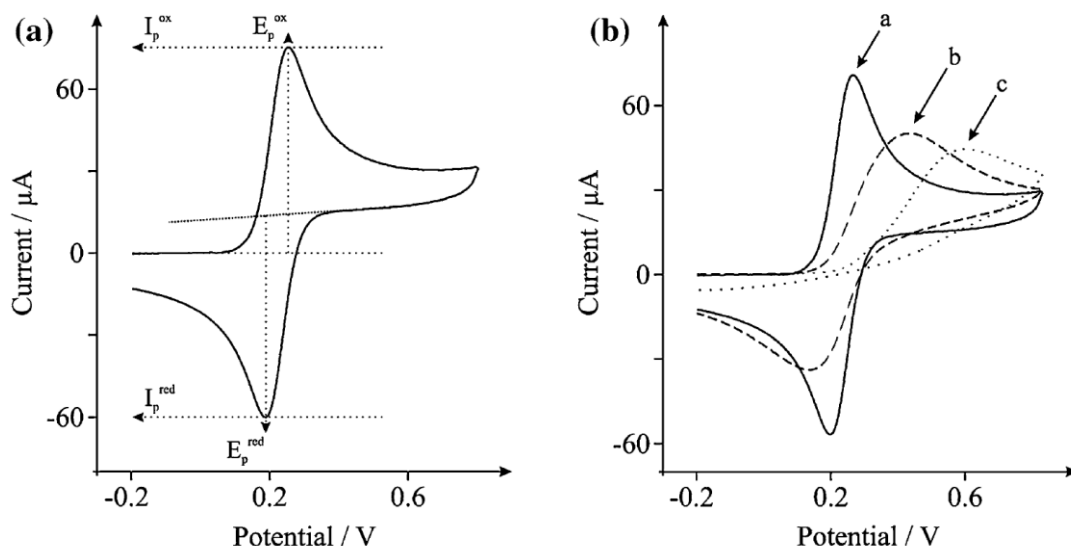 (a)
I_p^ox
E_p^ox
60
0
-60
Current / μA
I_p^red
E_p^red
-0.2 0.2 0.6
Potential / V
(b)
a
b
c
60
0
-60
Current / μA
-0.2 0.2 0.6
Potential / V